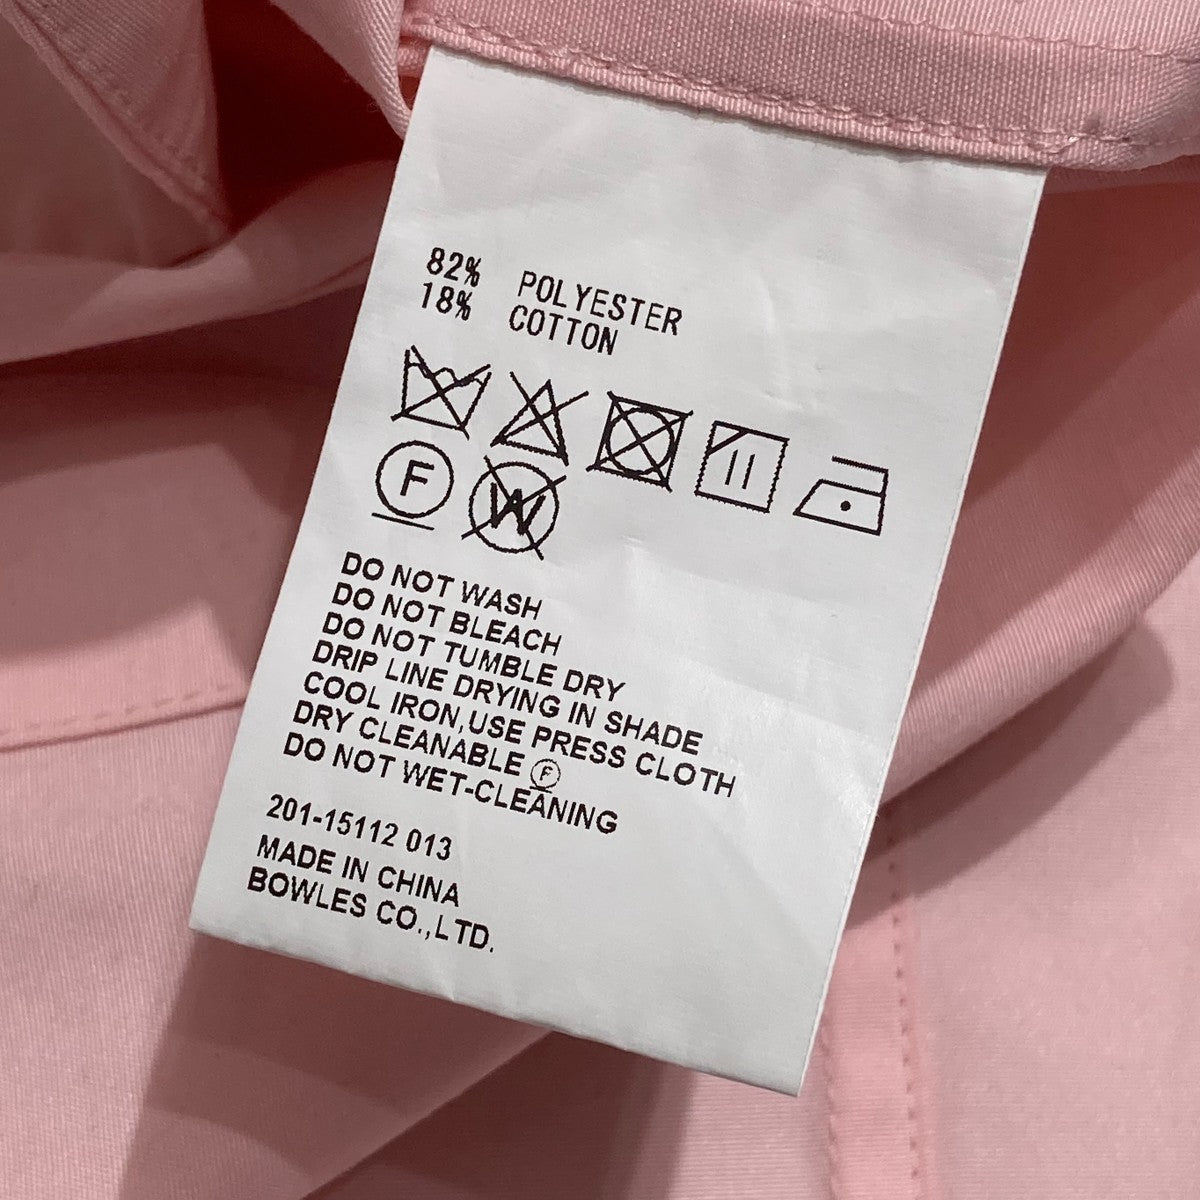 82% POLYESTER
18% COTTON
F W
DO NOT WASH
DO NOT BLEACH
DO NOT TUMBLE DRY
DRIP LINE DRYING IN SHADE
COOL IRON,USE PRESS CLOTH
DRY CLEANABLE Ⓕ
DO NOT WET-CLEANING
201-15112 013
MADE IN CHINA
BOWLES CO.,LTD.